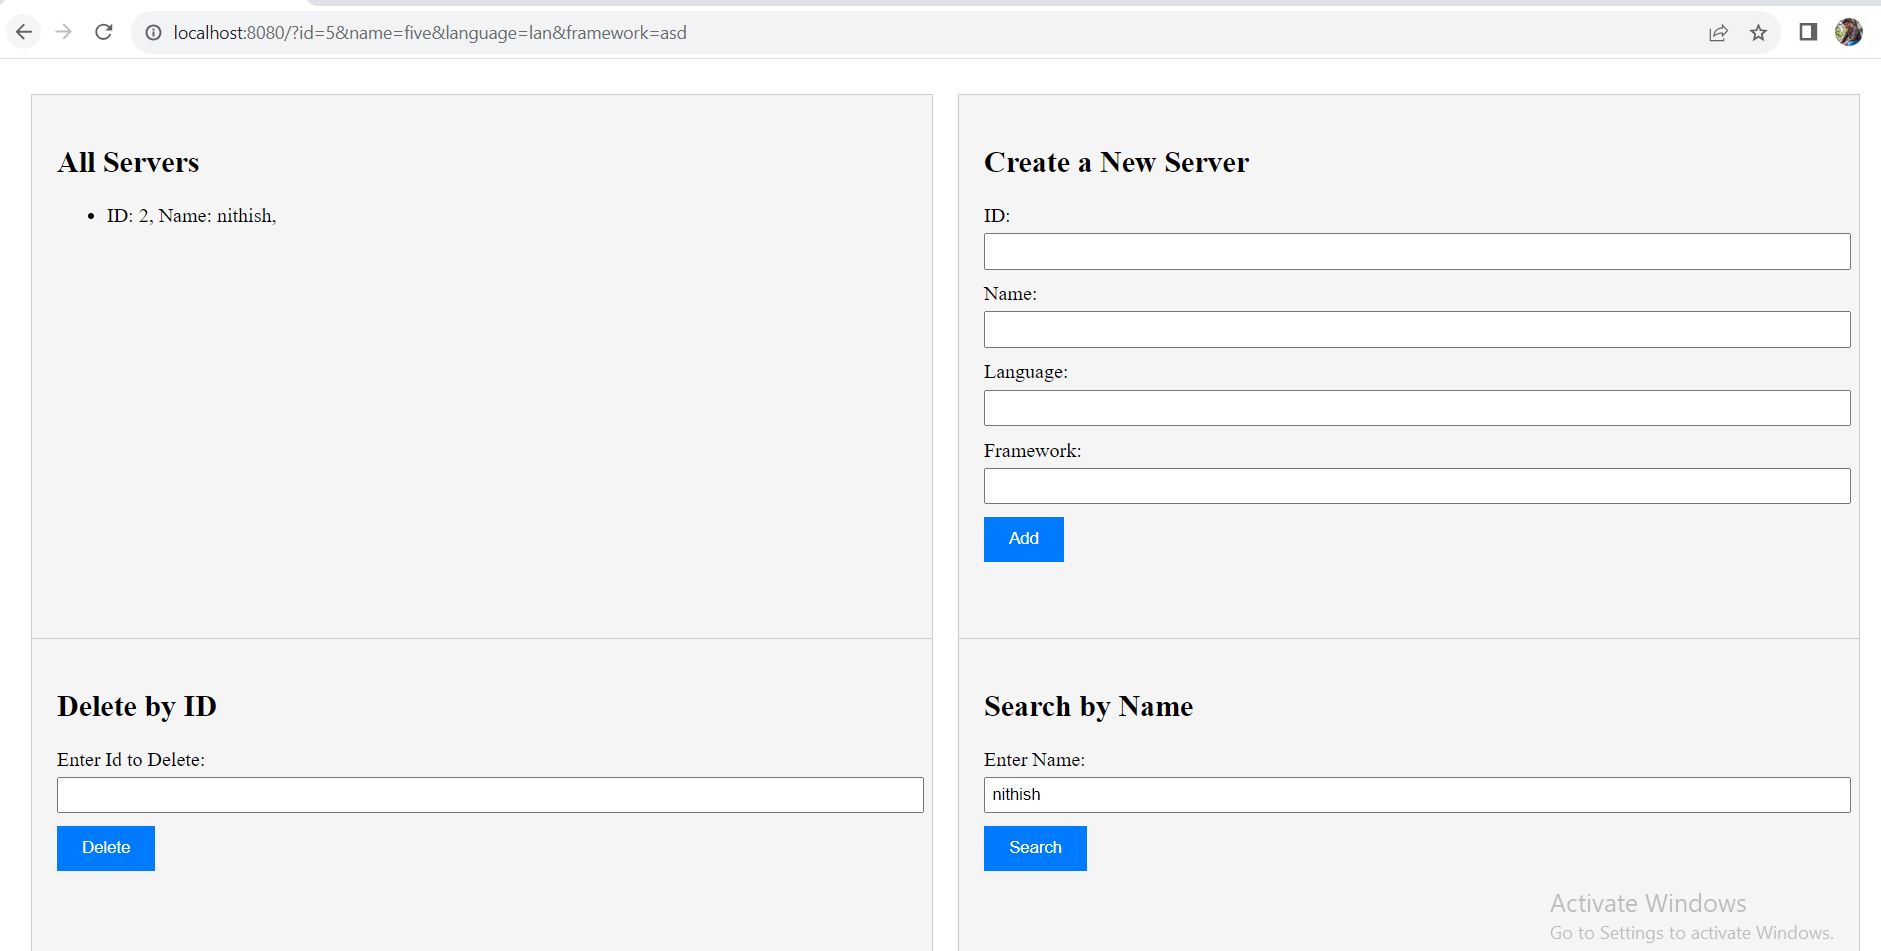 localhost:8080/?id=5&name=five&language=lan&framework=asd
All Servers
• ID: 2, Name: nithish,
Create a New Server
ID:
Name:
Language:
Framework:
Add
Delete by ID
Enter Id to Delete:
Delete
Search by Name
Enter Name:
nithish
Search
Activate Windows
Go to Settings to activate Windows.